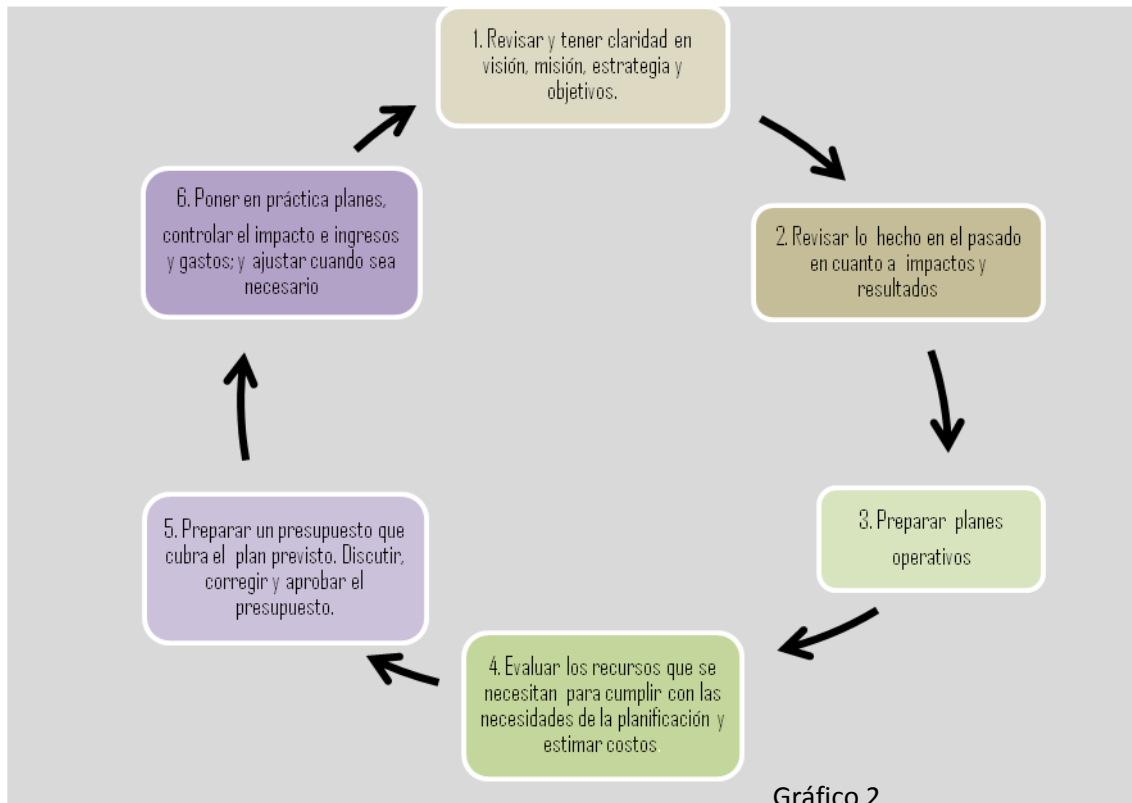 1. Revisar y tener claridad en
visión, misión, estrategia y
objetivos.
2. Revisar lo hecho en el pasado
en cuanto a impactos y
resultados
3. Preparar planes
operativos
4. Evaluar los recursos que se
necesitan para cumplir con las
necesidades de la planificación y
estimar costos.
5. Preparar un presupuesto que
cubra el plan previsto. Discutir,
corregir y aprobar el
presupuesto.
6. Poner en práctica planes,
controlar el impacto e ingresos
y gastos; y ajustar cuando sea
necesario
Gráfico 2